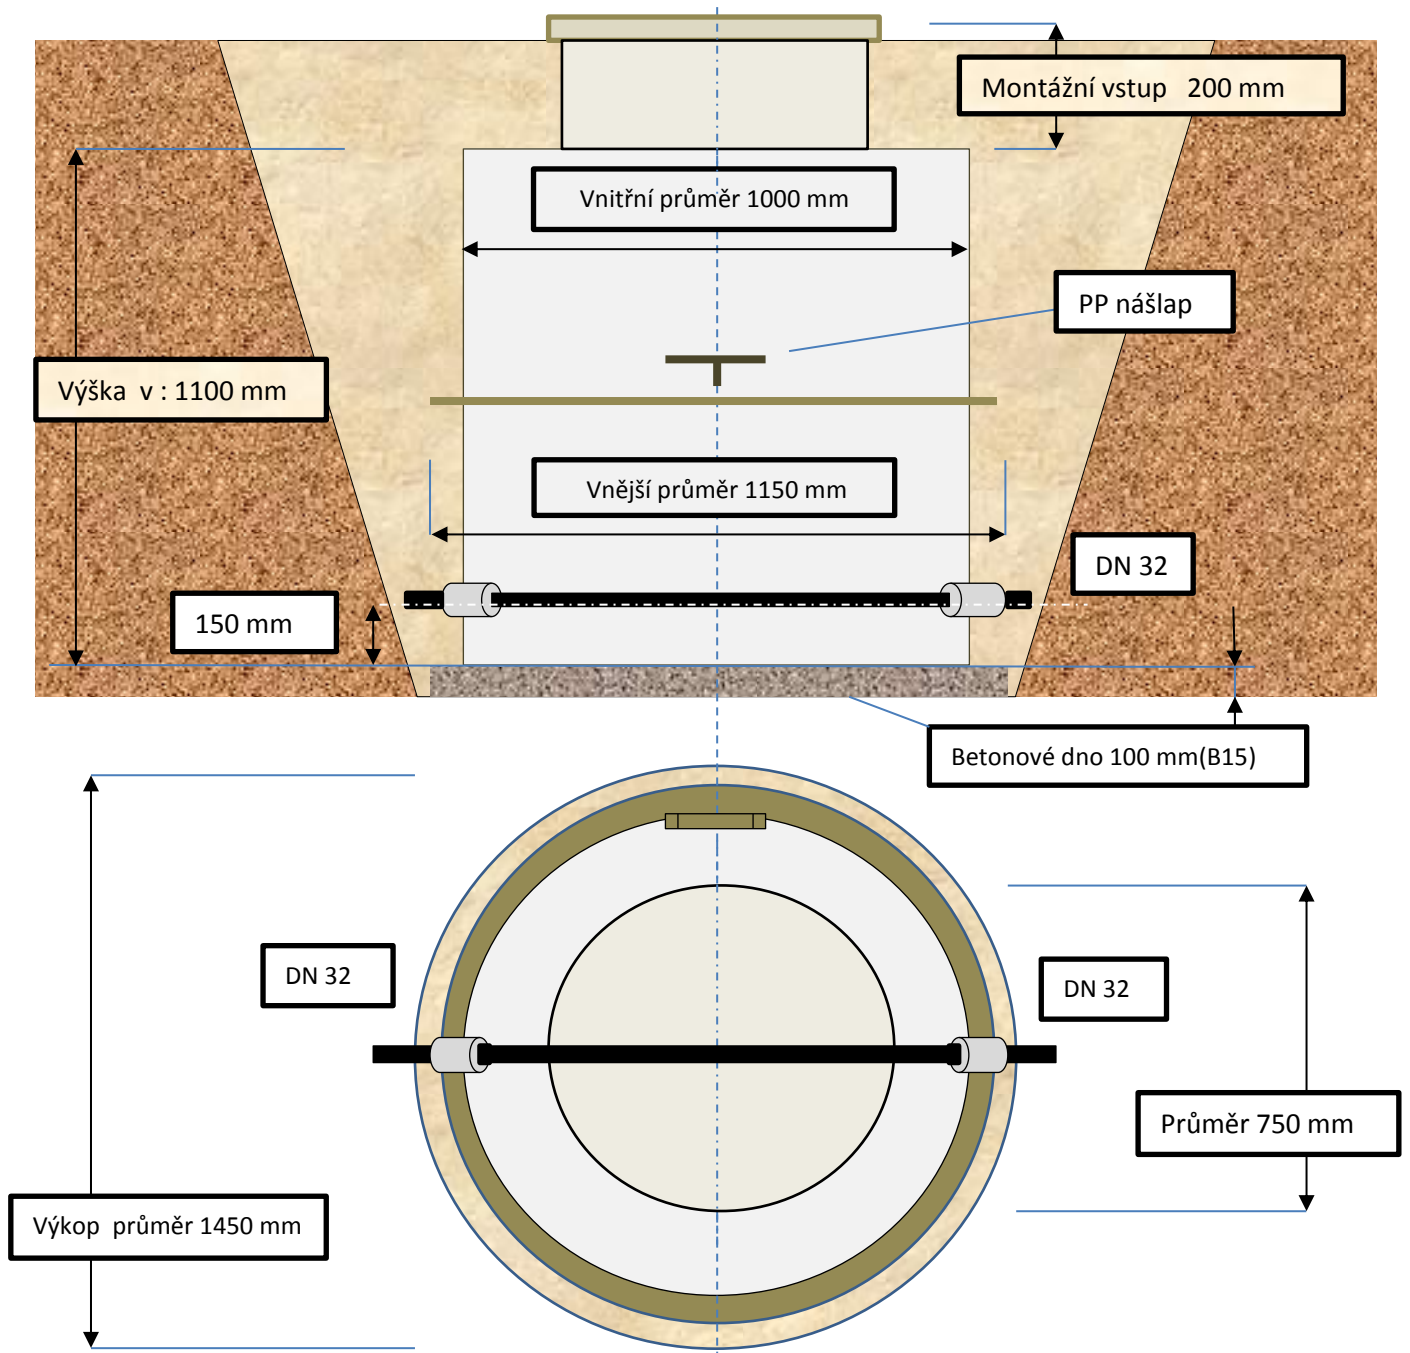 Montážní vstup 200 mm
Vnitřní průměr 1000 mm
PP nášlap
Výška v : 1100 mm
Vnější průměr 1150 mm
DN 32
150 mm
Betonové dno 100 mm(B15)
DN 32
DN 32
Průměr 750 mm
Výkop průměr 1450 mm